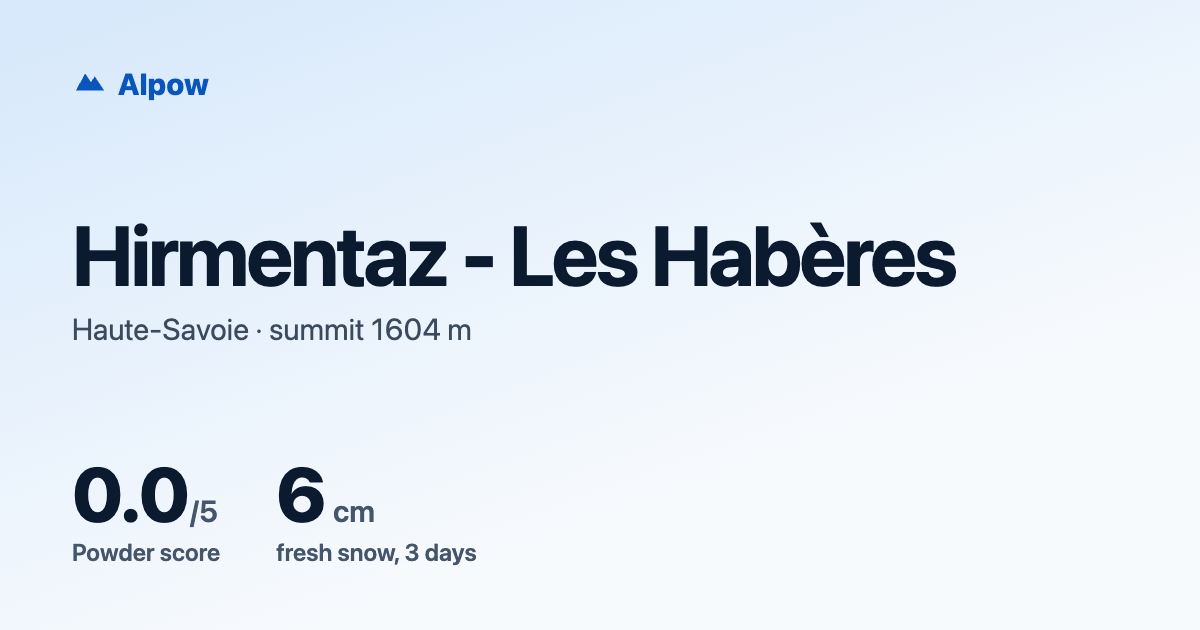 Alpow
Hirmentaz - Les Habères
Haute-Savoie · summit 1604 m
0.0/5 6 cm
Powder score fresh snow, 3 days